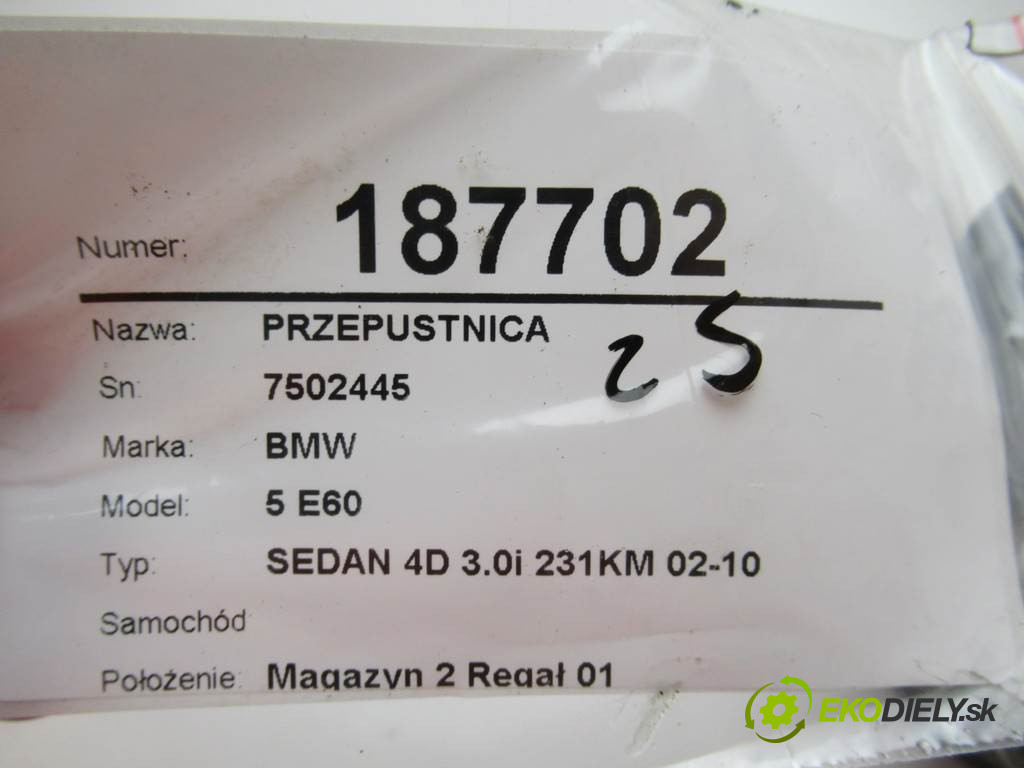 Numer: 187702
Nazwa: PRZEPUSTNICA
25
Sn: 7502445
Marka: BMW
Model: 5 E60
Typ: SEDAN 4D 3.0i 231KM 02-10
Samochód
Położenie: Magazyn 2 Regał 01
EKODIELY.sk